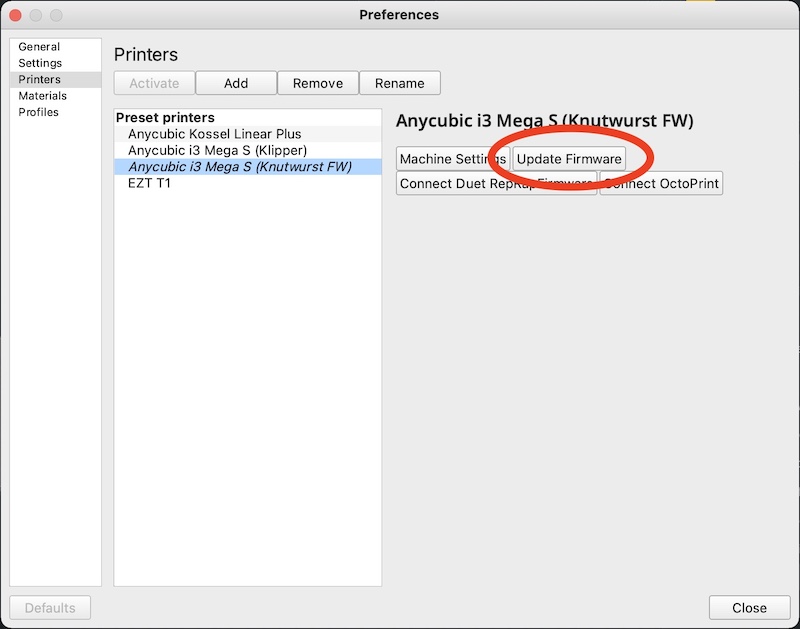 Preferences
General
Settings
Printers
Materials
Profiles
Printers
Activate Add Remove Rename
Preset printers
Anycubic Kossel Linear Plus
Anycubic i3 Mega S (Klipper)
Anycubic i3 Mega S (Knutwurst FW)
EZT T1
Anycubic i3 Mega S (Knutwurst FW)
Machine Settings Update Firmware
Connect Duet RepRapFirmware Connect OctoPrint
Defaults Close